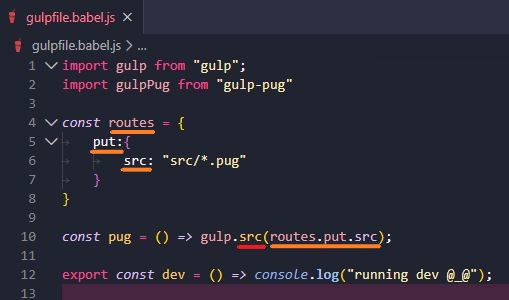 gulpfile.babel.js ×
gulpfile.babel.js > ...
1 import gulp from "gulp";
2 import gulpPug from "gulp-pug"
3
4 const routes = {
5 put:{
6 src: "src/*.pug"
7 }
8 }
9
10 const pug = () => gulp.src(routes.put.src);
11
12 export const dev = () => console.log("running dev @_@");
13